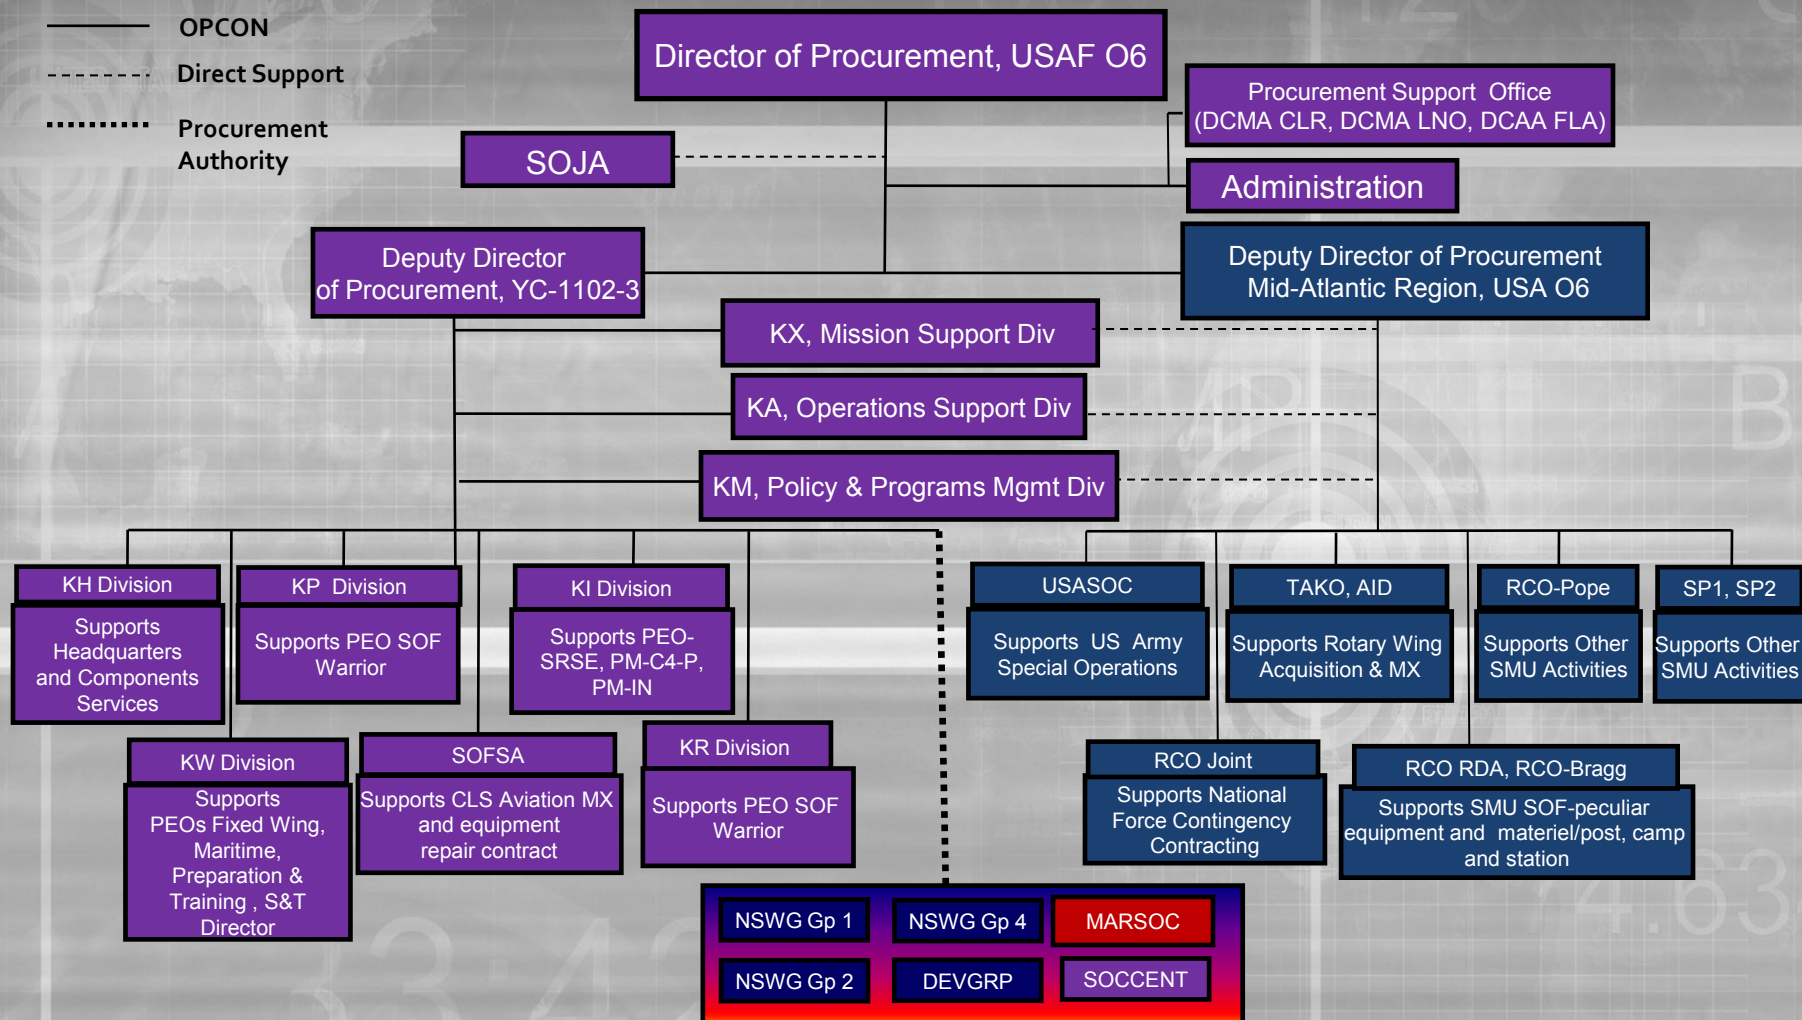 OPCON
Direct Support
Procurement
Authority
Director of Procurement, USAF O6
Procurement Support Office
(DCMA CLR, DCMA LNO, DCAA FLA)
SOJA
Administration
Deputy Director
of Procurement, YC-1102-3
Deputy Director of Procurement
Mid-Atlantic Region, USA O6
KX, Mission Support Div
KA, Operations Support Div
KM, Policy & Programs Mgmt Div
KH Division
Supports
Headquarters
and Components
Services
KP Division
Supports PEO SOF
Warrior
KI Division
Supports PEO-
SRSE, PM-C4-P,
PM-IN
USASOC
Supports US Army
Special Operations
TAKO, AID
Supports Rotary Wing
Acquisition & MX
RCO-Pope
Supports Other
SMU Activities
SP1, SP2
Supports Other
SMU Activities
KW Division
Supports
PEOs Fixed Wing,
Maritime,
Preparation &
Training , S&T
Director
SOFSA
Supports CLS Aviation MX
and equipment
repair contract
KR Division
Supports PEO SOF
Warrior
RCO Joint
Supports National
Force Contingency
Contracting
RCO RDA, RCO-Bragg
Supports SMU SOF-peculiar
equipment and materiel/post, camp
and station
NSWG Gp 1
NSWG Gp 4
MARSOC
NSWG Gp 2
DEVGRP
SOCCENT